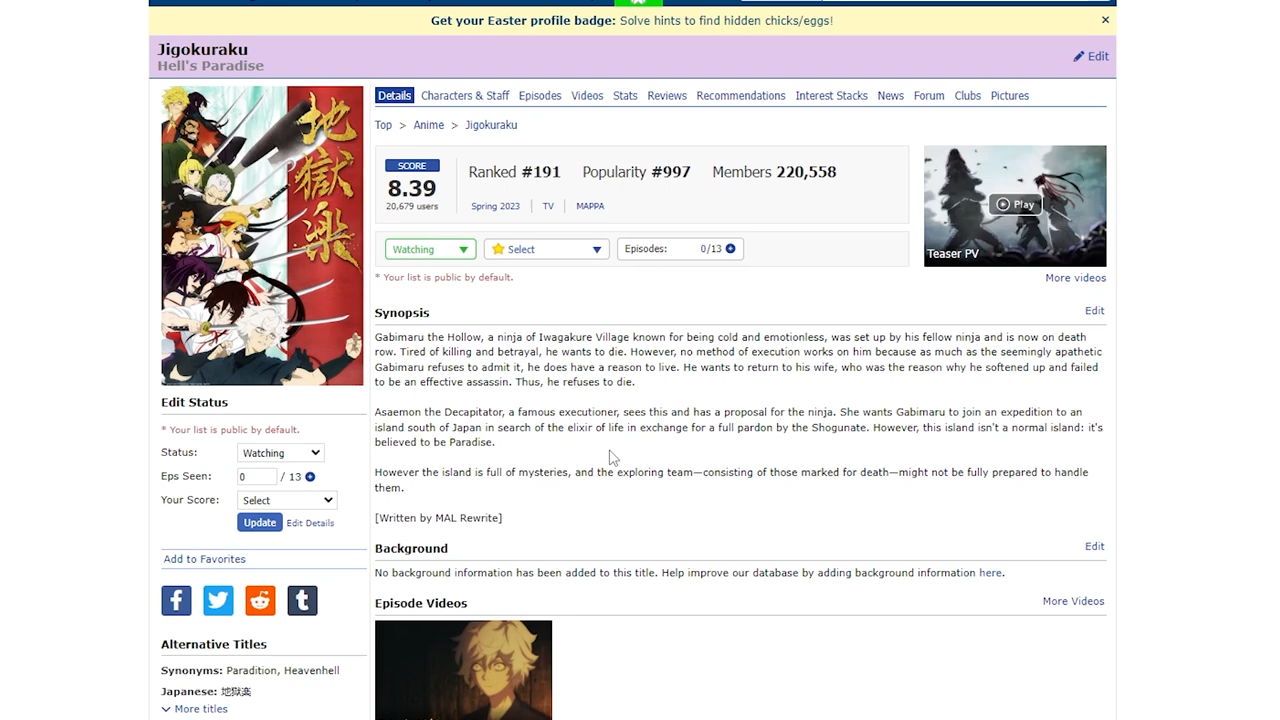 Get your Easter profile badge: Solve hints to find hidden chicks/eggs!
Jigokuraku
Hell's Paradise
Edit
地獄楽
Details Characters & Staff Episodes Videos Stats Reviews Recommendations Interest Stacks News Forum Clubs Pictures
Top > Anime > Jigokuraku
SCORE
8.39
20,679 users
Ranked #191 Popularity #997 Members 220,558
Spring 2023 TV MAPPA
Play
Teaser PV
Watching Select Episodes: 0/13
* Your list is public by default.
More videos
Synopsis
Edit
Gabimaru the Hollow, a ninja of Iwagakure Village known for being cold and emotionless, was set up by his fellow ninja and is now on death
row. Tired of killing and betrayal, he wants to die. However, no method of execution works on him because as much as the seemingly apathetic
Gabimaru refuses to admit it, he does have a reason to live. He wants to return to his wife, who was the reason why he softened up and failed
to be an effective assassin. Thus, he refuses to die.
Asaemon the Decapitator, a famous executioner, sees this and has a proposal for the ninja. She wants Gabimaru to join an expedition to an
island south of Japan in search of the elixir of life in exchange for a full pardon by the Shogunate. However, this island isn't a normal island: it's
believed to be Paradise.
However the island is full of mysteries, and the exploring team—consisting of those marked for death—might not be fully prepared to handle
them.
[Written by MAL Rewrite]
Background
Edit
No background information has been added to this title. Help improve our database by adding background information here.
Episode Videos
More Videos
Edit Status
* Your list is public by default.
Status: Watching
Eps Seen: 0 / 13
Your Score: Select
Update Edit Details
Add to Favorites
Alternative Titles
Synonyms: Paradition, Heavenhell
Japanese: 地獄楽
More titles